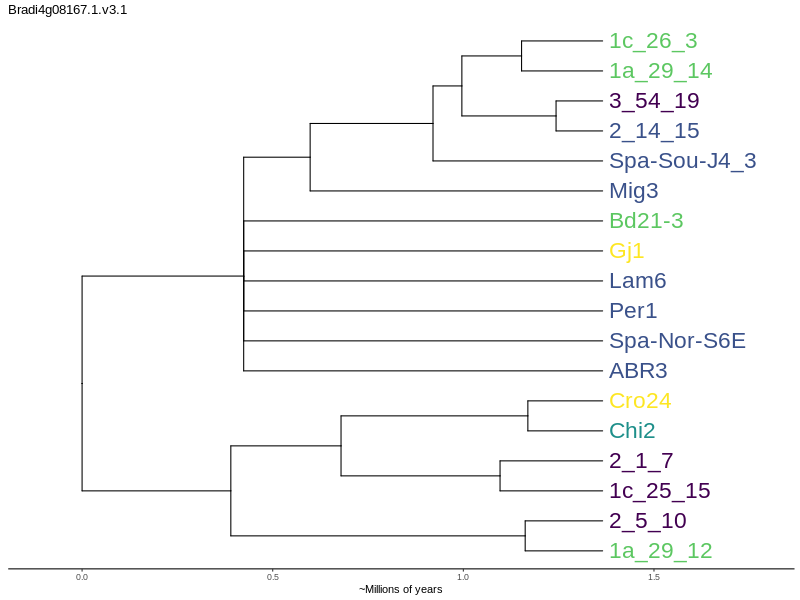 Bradi4g08167.1.v3.1
1c_26_3
1a_29_14
3_54_19
2_14_15
Spa-Sou-J4_3
Mig3
Bd21-3
Gj1
Lam6
Per1
Spa-Nor-S6E
ABR3
Cro24
Chi2
2_1_7
1c_25_15
2_5_10
1a_29_12
0.0 0.5 1.0 1.5
~Millions of years